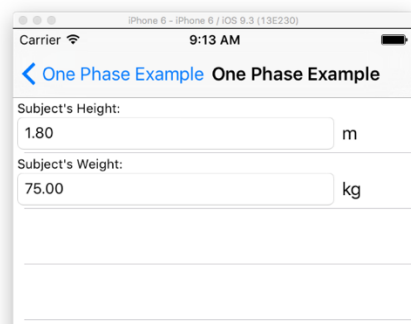 iPhone 6 - iPhone 6 / iOS 9.3 (13E230)
Carrier 9:13 AM
One Phase Example One Phase Example
Subject's Height:
1.80 m
Subject's Weight:
75.00 kg